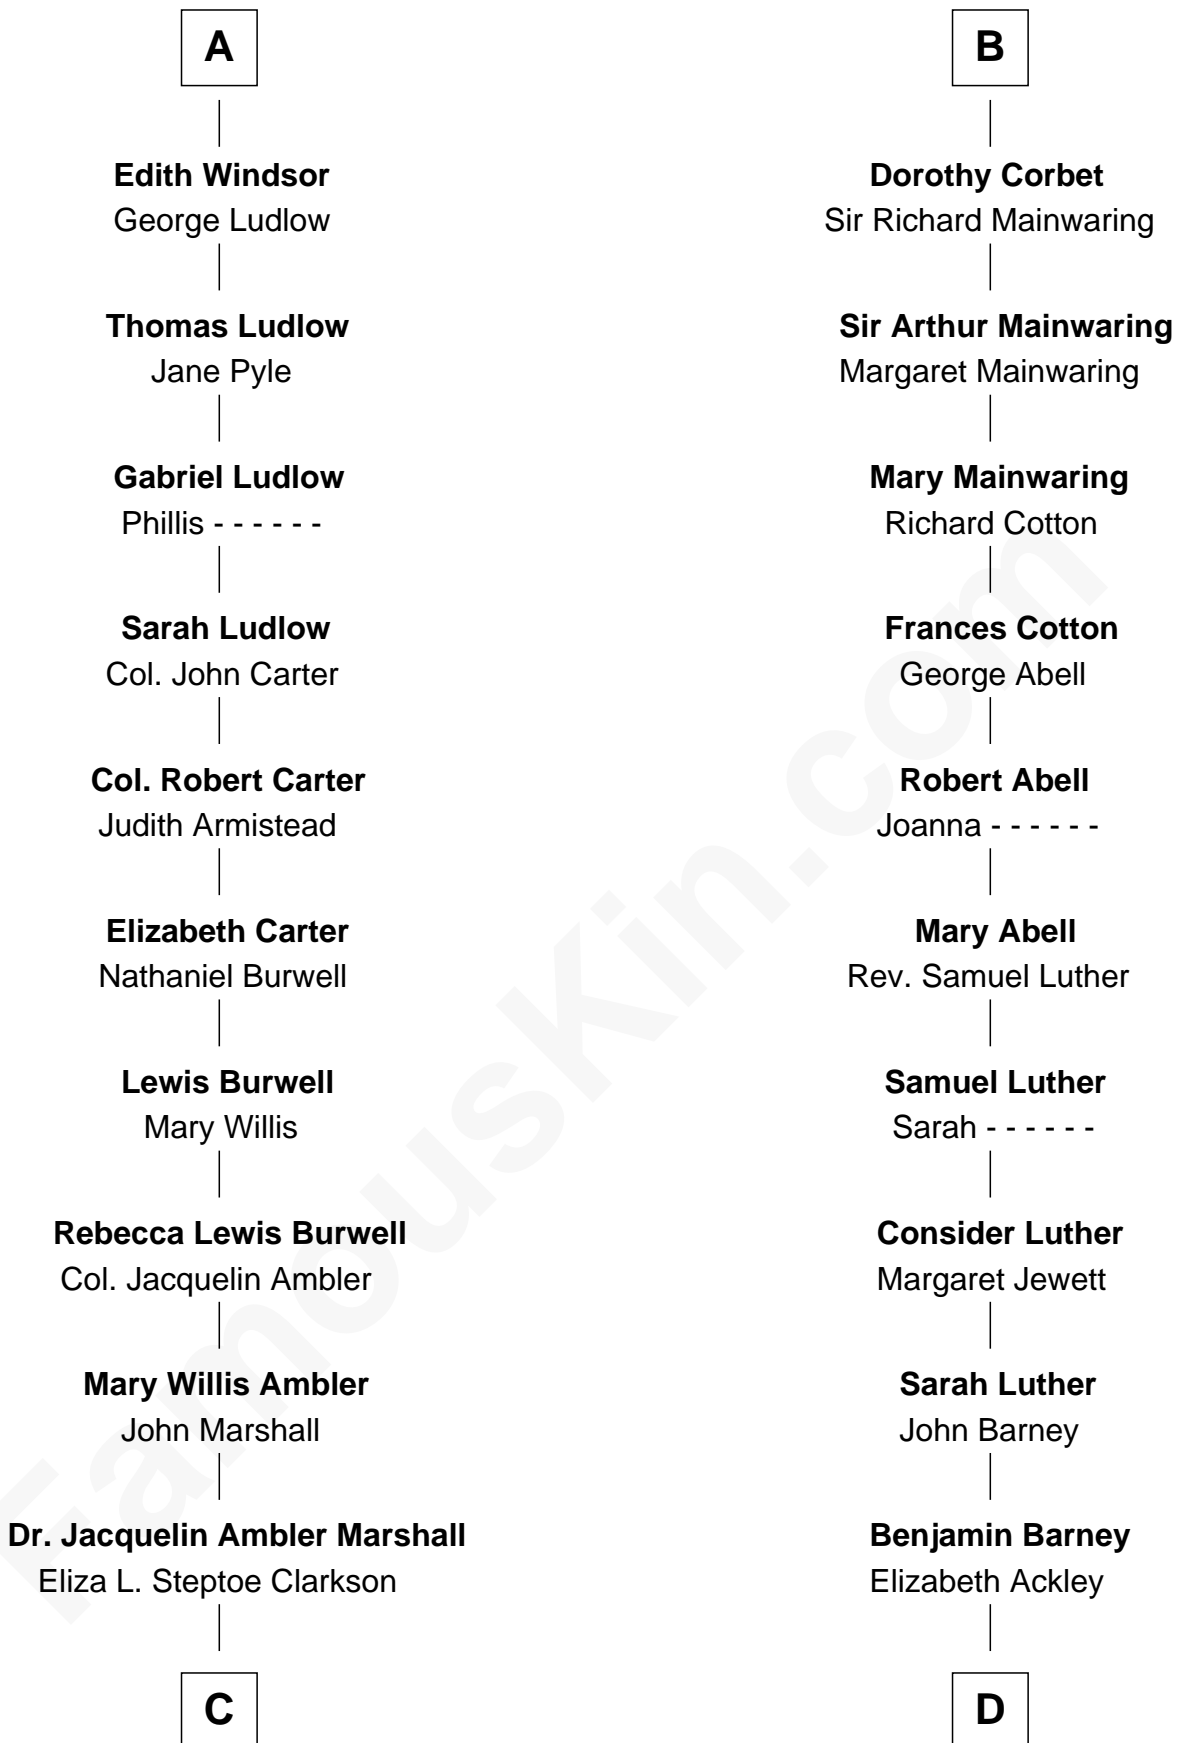 A
Edith Windsor
George Ludlow
Thomas Ludlow
Jane Pyle
Gabriel Ludlow
Phillis - - - - - -
Sarah Ludlow
Col. John Carter
Col. Robert Carter
Judith Armistead
Elizabeth Carter
Nathaniel Burwell
Lewis Burwell
Mary Willis
Rebecca Lewis Burwell
Col. Jacquelin Ambler
Mary Willis Ambler
John Marshall
Dr. Jacquelin Ambler Marshall
Eliza L. Steptoe Clarkson
C
B
Dorothy Corbet
Sir Richard Mainwaring
Sir Arthur Mainwaring
Margaret Mainwaring
Mary Mainwaring
Richard Cotton
Frances Cotton
George Abell
Robert Abell
Joanna - - - - - -
Mary Abell
Rev. Samuel Luther
Samuel Luther
Sarah - - - - - -
Consider Luther
Margaret Jewett
Sarah Luther
John Barney
Benjamin Barney
Elizabeth Ackley
D
FamousKin.com